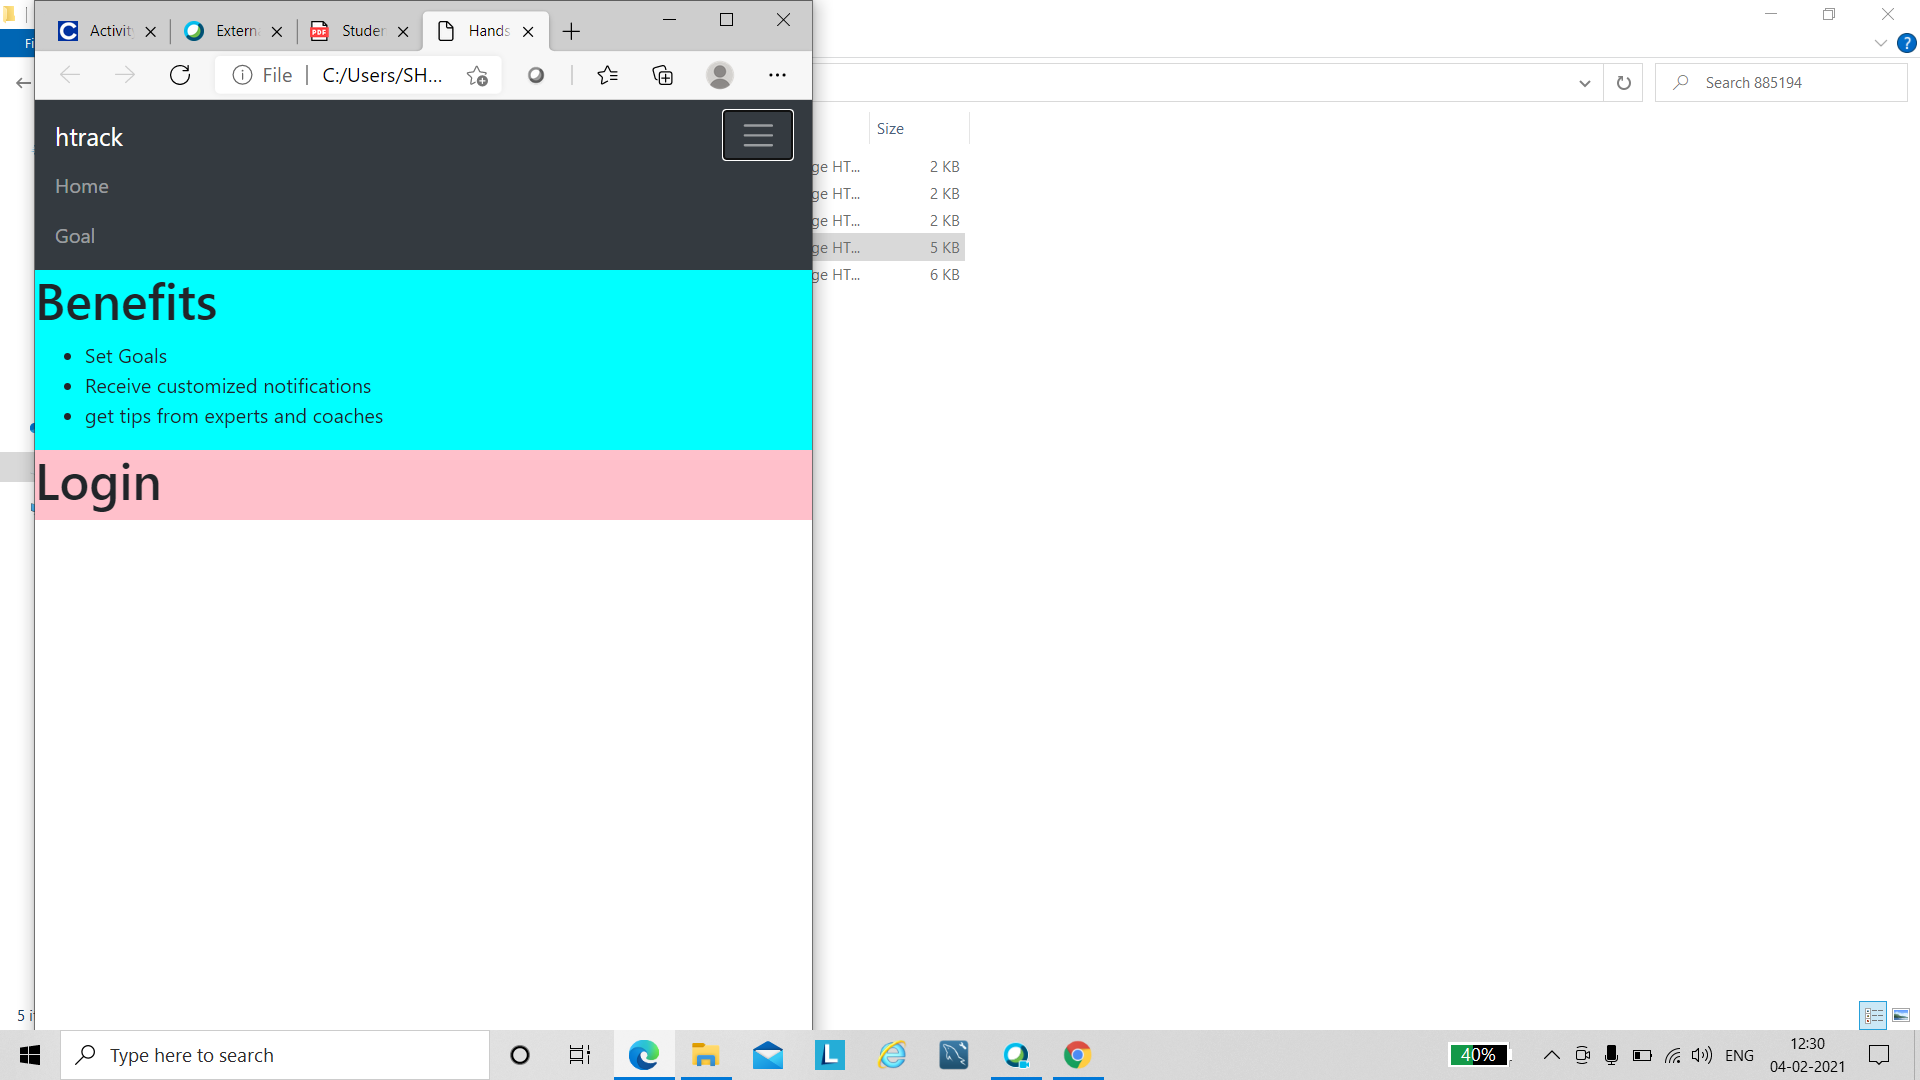 Activit
Extern
PDF
Studer
Hands
Fi
File
C:/Users/SH...
Search 885194
htrack
Home
Goal
Size
ge HT... 2 KB
ge HT... 2 KB
ge HT... 2 KB
ge HT... 5 KB
ge HT... 6 KB
Benefits
Set Goals
Receive customized notifications
get tips from experts and coaches
Login
5 i
Type here to search
L
40%
ENG
12:30
04-02-2021